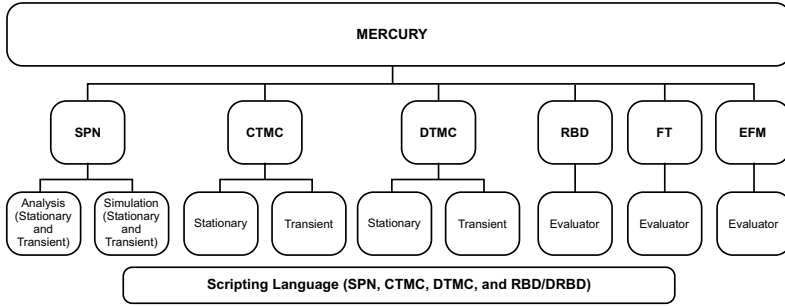 MERCURY
SPN
CTMC
DTMC
RBD
FT
EFM
Analysis
(Stationary
and
Transient)
Simulation
(Stationary
and
Transient)
Stationary
Transient
Stationary
Transient
Evaluator
Evaluator
Evaluator
Scripting Language (SPN, CTMC, DTMC, and RBD/DRBD)